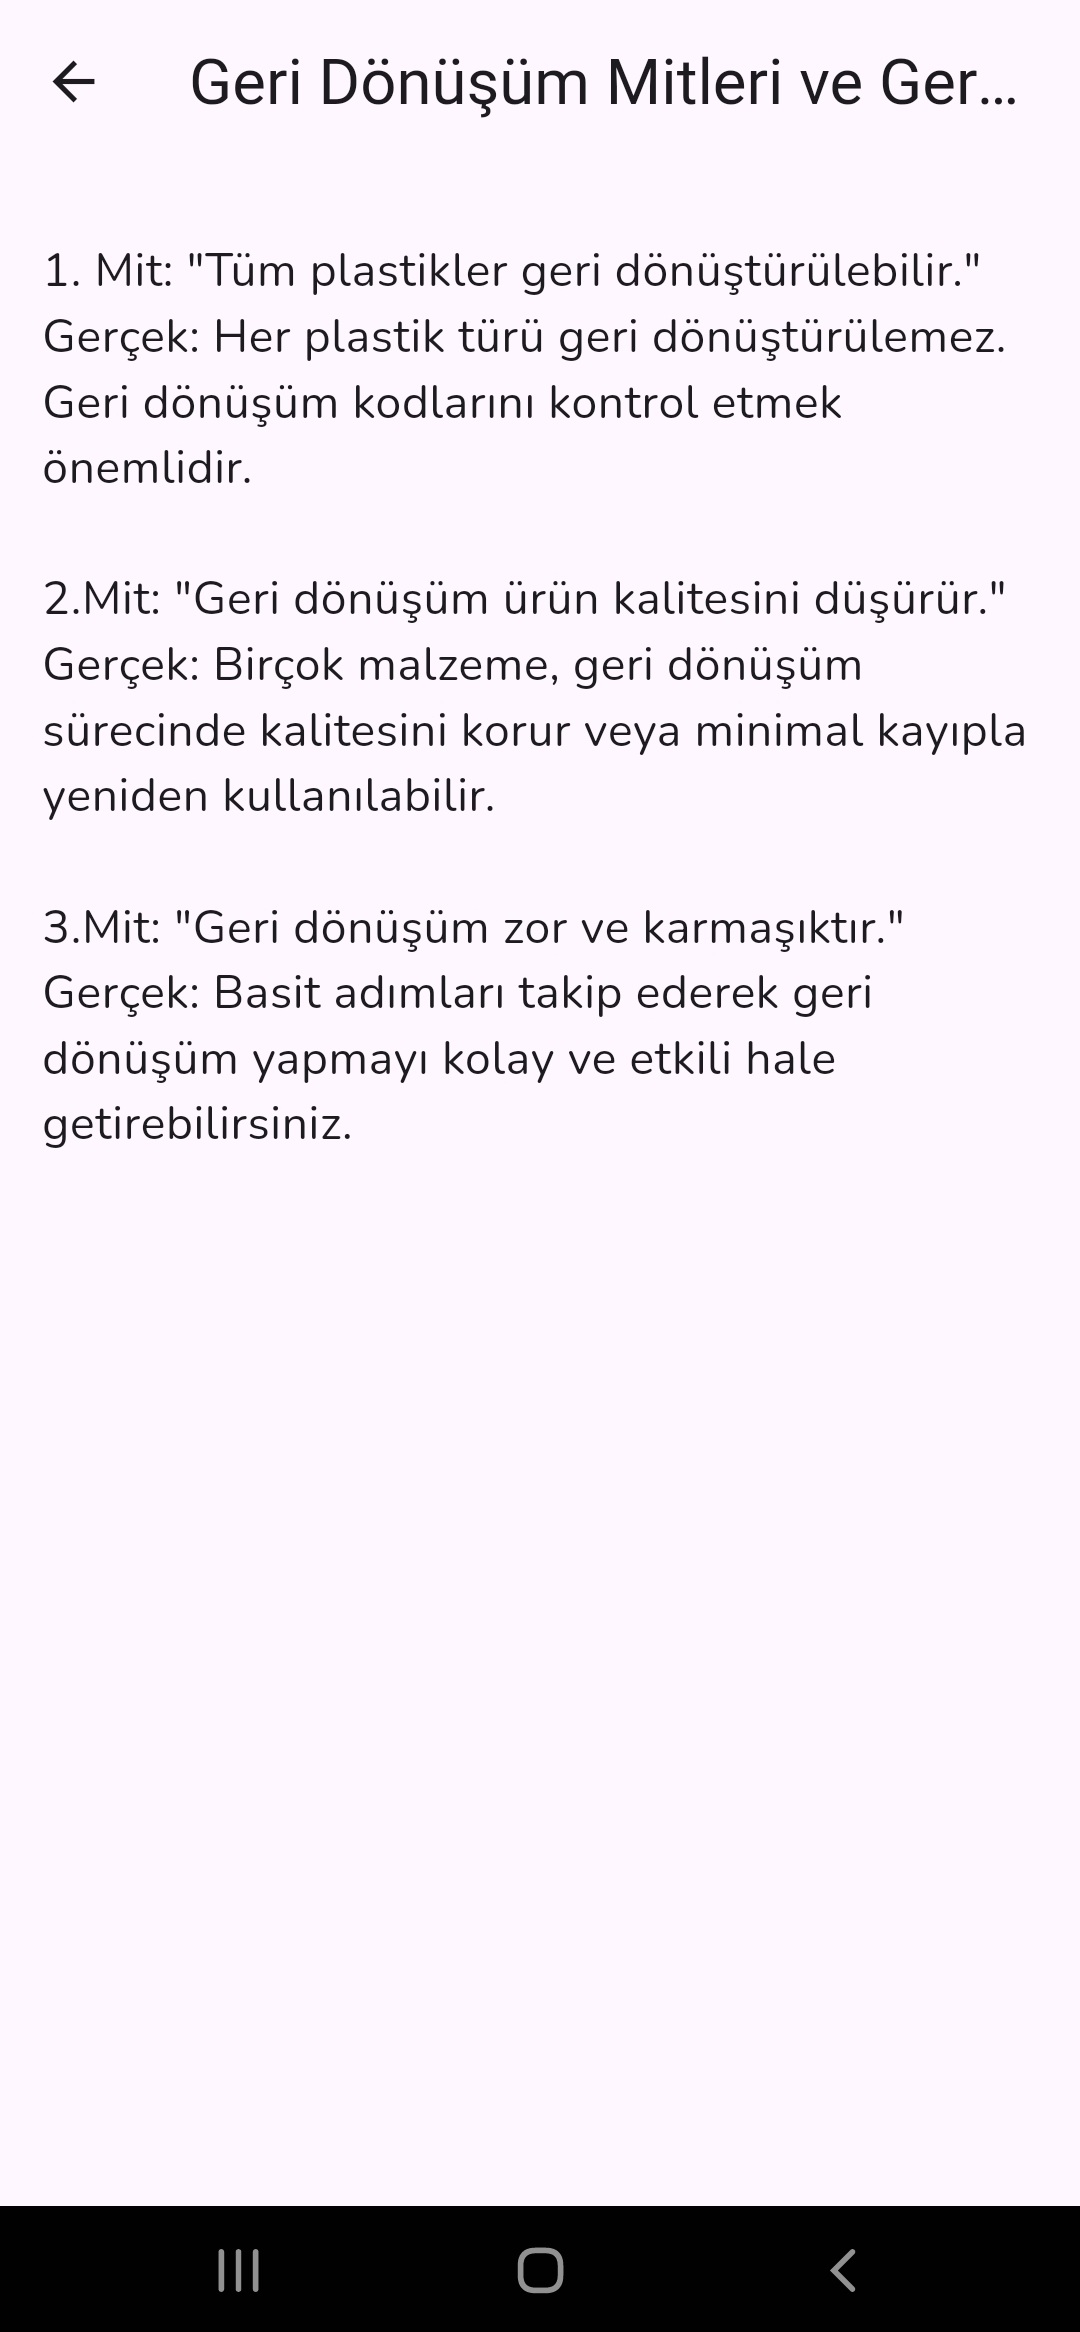 Geri Dönüşüm Mitleri ve Ger...
1. Mit: "Tüm plastikler geri dönüştürülebilir."
Gerçek: Her plastik türü geri dönüştürülemez.
Geri dönüşüm kodlarını kontrol etmek
önemlidir.
2.Mit: "Geri dönüşüm ürün kalitesini düşürür."
Gerçek: Birçok malzeme, geri dönüşüm
sürecinde kalitesini korur veya minimal kayıpla
yeniden kullanılabilir.
3.Mit: "Geri dönüşüm zor ve karmaşıktır."
Gerçek: Basit adımları takip ederek geri
dönüşüm yapmayı kolay ve etkili hale
getirebilirsiniz.